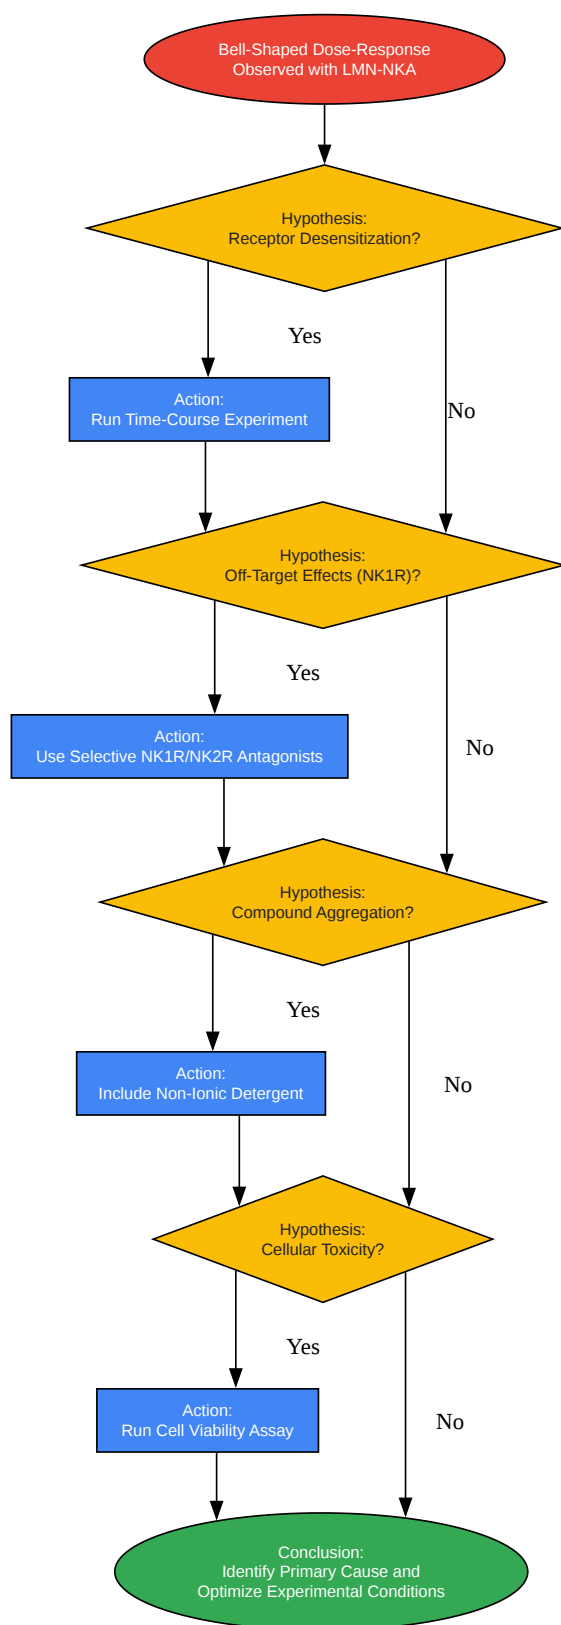 Bell-Shaped Dose-Response
Observed with LMN-NKA
Hypothesis:
Receptor Desensitization?
Yes
Action:
Run Time-Course Experiment
No
Hypothesis:
Off-Target Effects (NK1R)?
Yes
Action:
Use Selective NK1R/NK2R Antagonists
No
Hypothesis:
Compound Aggregation?
Yes
Action:
Include Non-Ionic Detergent
No
Hypothesis:
Cellular Toxicity?
Yes
Action:
Run Cell Viability Assay
No
Conclusion:
Identify Primary Cause and
Optimize Experimental Conditions